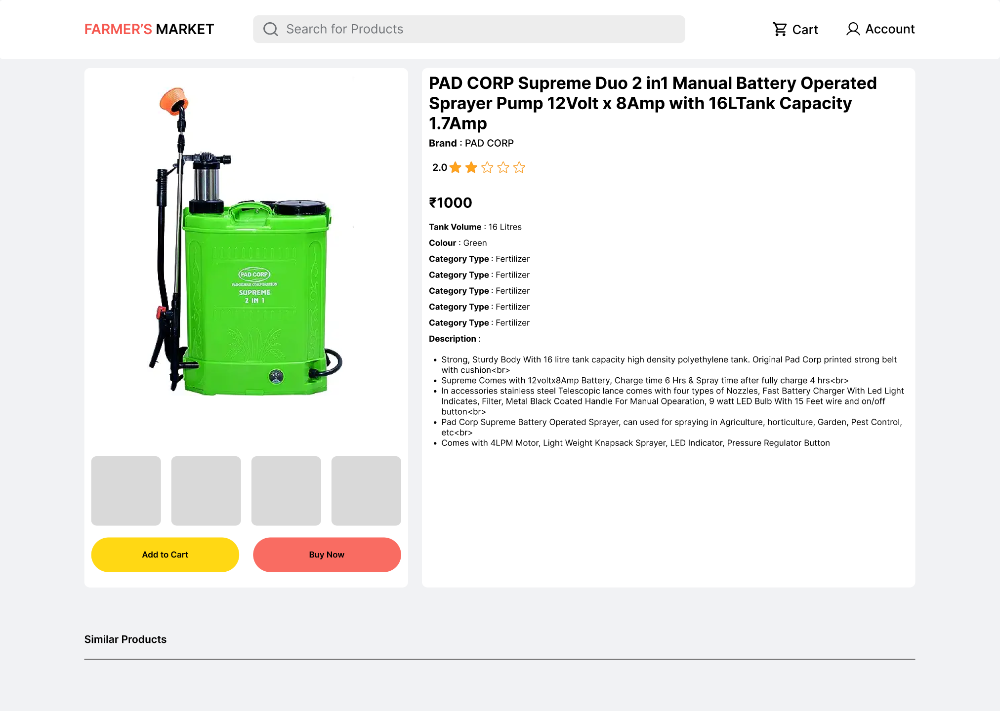 FARMER’S MARKET
Search for Products
Cart
Account
PAD CORP Supreme Duo 2 in1 Manual Battery Operated
Sprayer Pump 12Volt x 8Amp with 16LTank Capacity
1.7Amp
Brand : PAD CORP
2.0
₹1000
Tank Volume : 16 Litres
Colour : Green
Category Type : Fertilizer
Category Type : Fertilizer
Category Type : Fertilizer
Category Type : Fertilizer
Category Type : Fertilizer
Description :
• Strong, Sturdy Body With 16 litre tank capacity high density polyethylene tank. Original Pad Corp printed strong belt
with cushion<br>
• Supreme Comes with 12voltx8Amp Battery, Charge time 6 Hrs & Spray time after fully charge 4 hrs<br>
• In accessories stainless steel Telescopic lance comes with four types of Nozzles, Fast Battery Charger With Led Light
Indicates, Filter, Metal Black Coated Handle For Manual Opearation, 9 watt LED Bulb With 15 Feet wire and on/off
button<br>
• Pad Corp Supreme Battery Operated Sprayer, can used for spraying in Agriculture, horticulture, Garden, Pest Control,
etc<br>
• Comes with 4LPM Motor, Light Weight Knapsack Sprayer, LED Indicator, Pressure Regulator Button
PAD CORP
CORPORATION
SUPREME
2 IN 1
Add to Cart
Buy Now
Similar Products